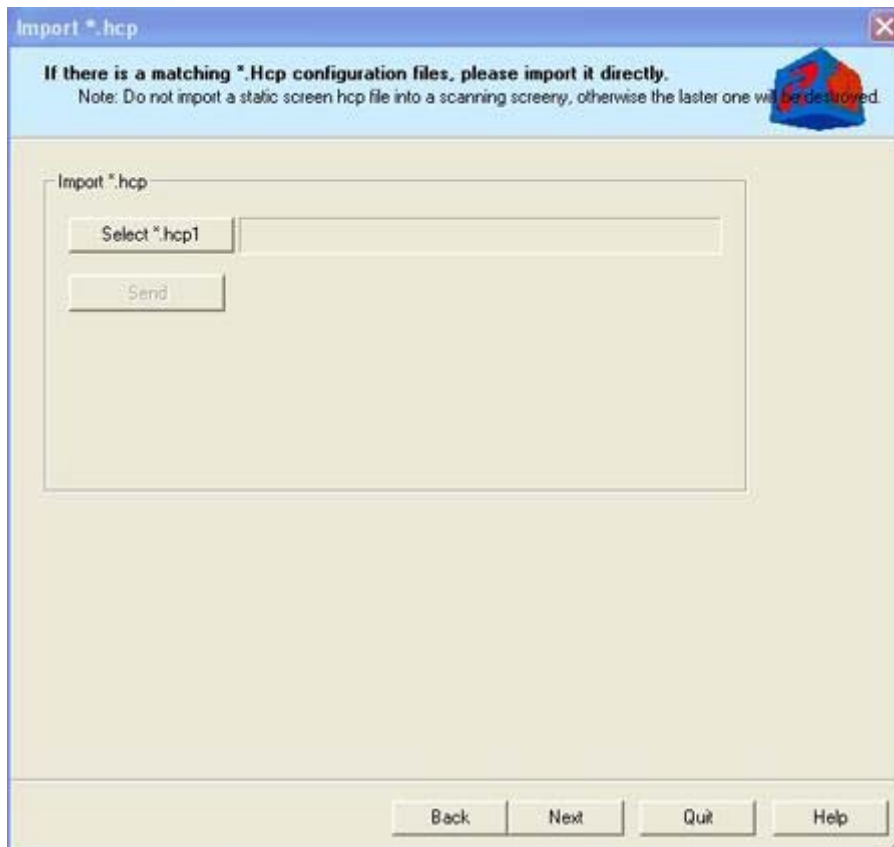 Import *.hcp
If there is a matching *.Hcp configuration files, please import it directly.
Note: Do not import a static screen hcp file into a scanning screeny, otherwise the laster one will be destroyed.
Import *.hcp
Select *.hcp1
Send
Back Next Quit Help